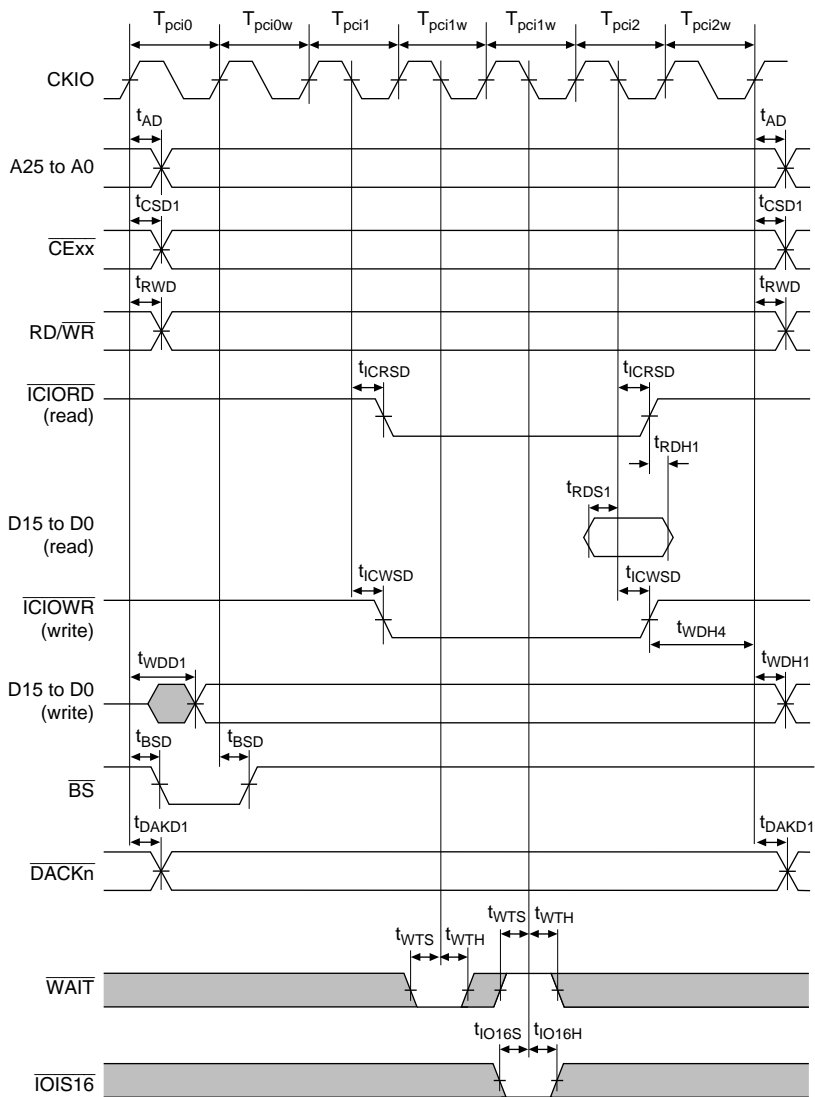 Tpci0 Tpci0w Tpci1 Tpci1w Tpci1w Tpci2 Tpci2w
CKIO
tAD tAD
A25 to A0
tCSD1 tCSD1
CExx
tRWD tRWD
RD/WR
tICRSD tICRSD
ICIORD
(read)
tRDH1
tRDS1
D15 to D0
(read)
tICWSD tICWSD
ICIOWR
(write)
tWDH4
tWDD1 tWDH1
D15 to D0
(write)
tBSD tBSD
BS
tDAKD1 tDAKD1
DACKn
tWTS tWTH tWTS tWTH
WAIT
tIO16S tIO16H
IOIS16